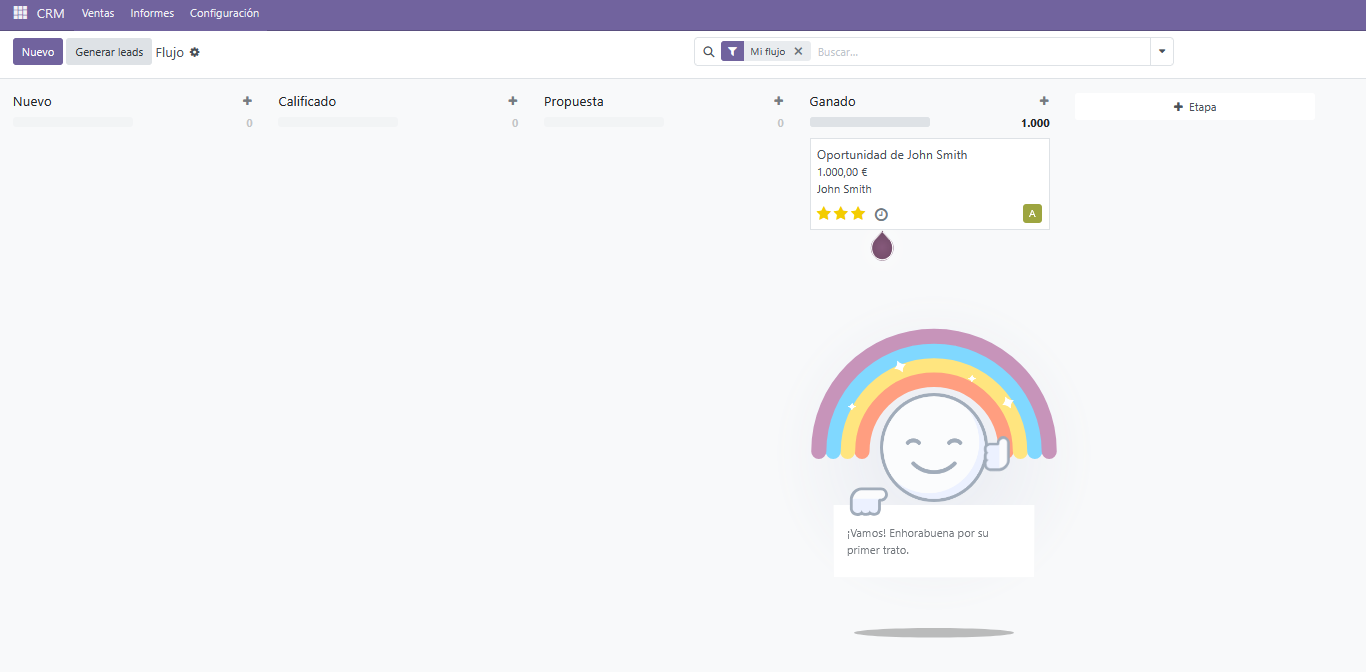 CRM Ventas Informes Configuración
Nuevo Generar leads Flujo Mi flujo Buscar...
Nuevo Calificado Propuesta Ganado Etapa
0 0 0 1.000
Oportunidad de John Smith
1.000,00 €
John Smith
A
¡Vamos! Enhorabuena por su
primer trato.